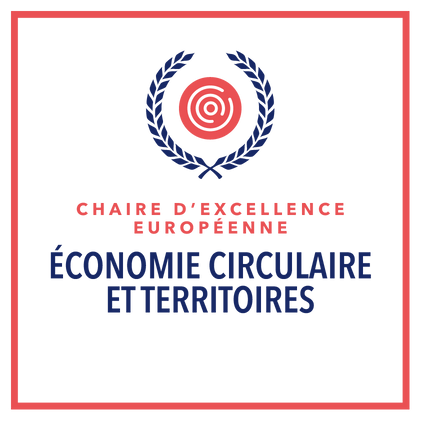 CHAIRE D'EXCELLENCE
EUROPÉENNE
ÉCONOMIE CIRCULAIRE
ET TERRITOIRES